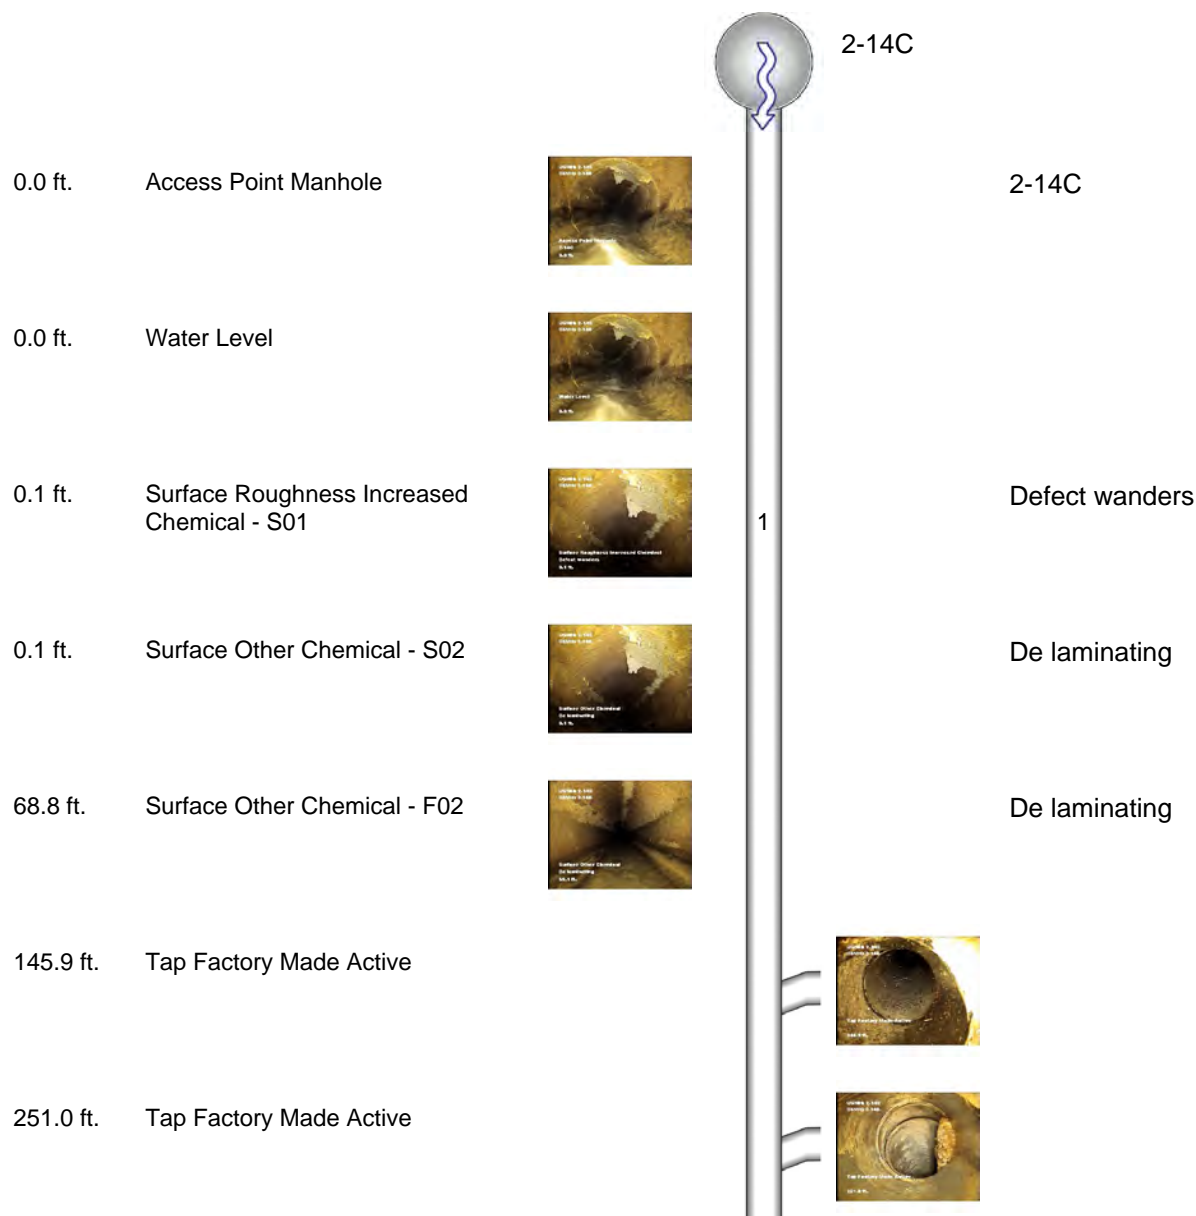 2-14C
0.0 ft. Access Point Manhole 2-14C
0.0 ft. Water Level
0.1 ft. Surface Roughness Increased Defect wanders
Chemical - S01
1
0.1 ft. Surface Other Chemical - S02 De laminating
68.8 ft. Surface Other Chemical - F02 De laminating
145.9 ft. Tap Factory Made Active
251.0 ft. Tap Factory Made Active